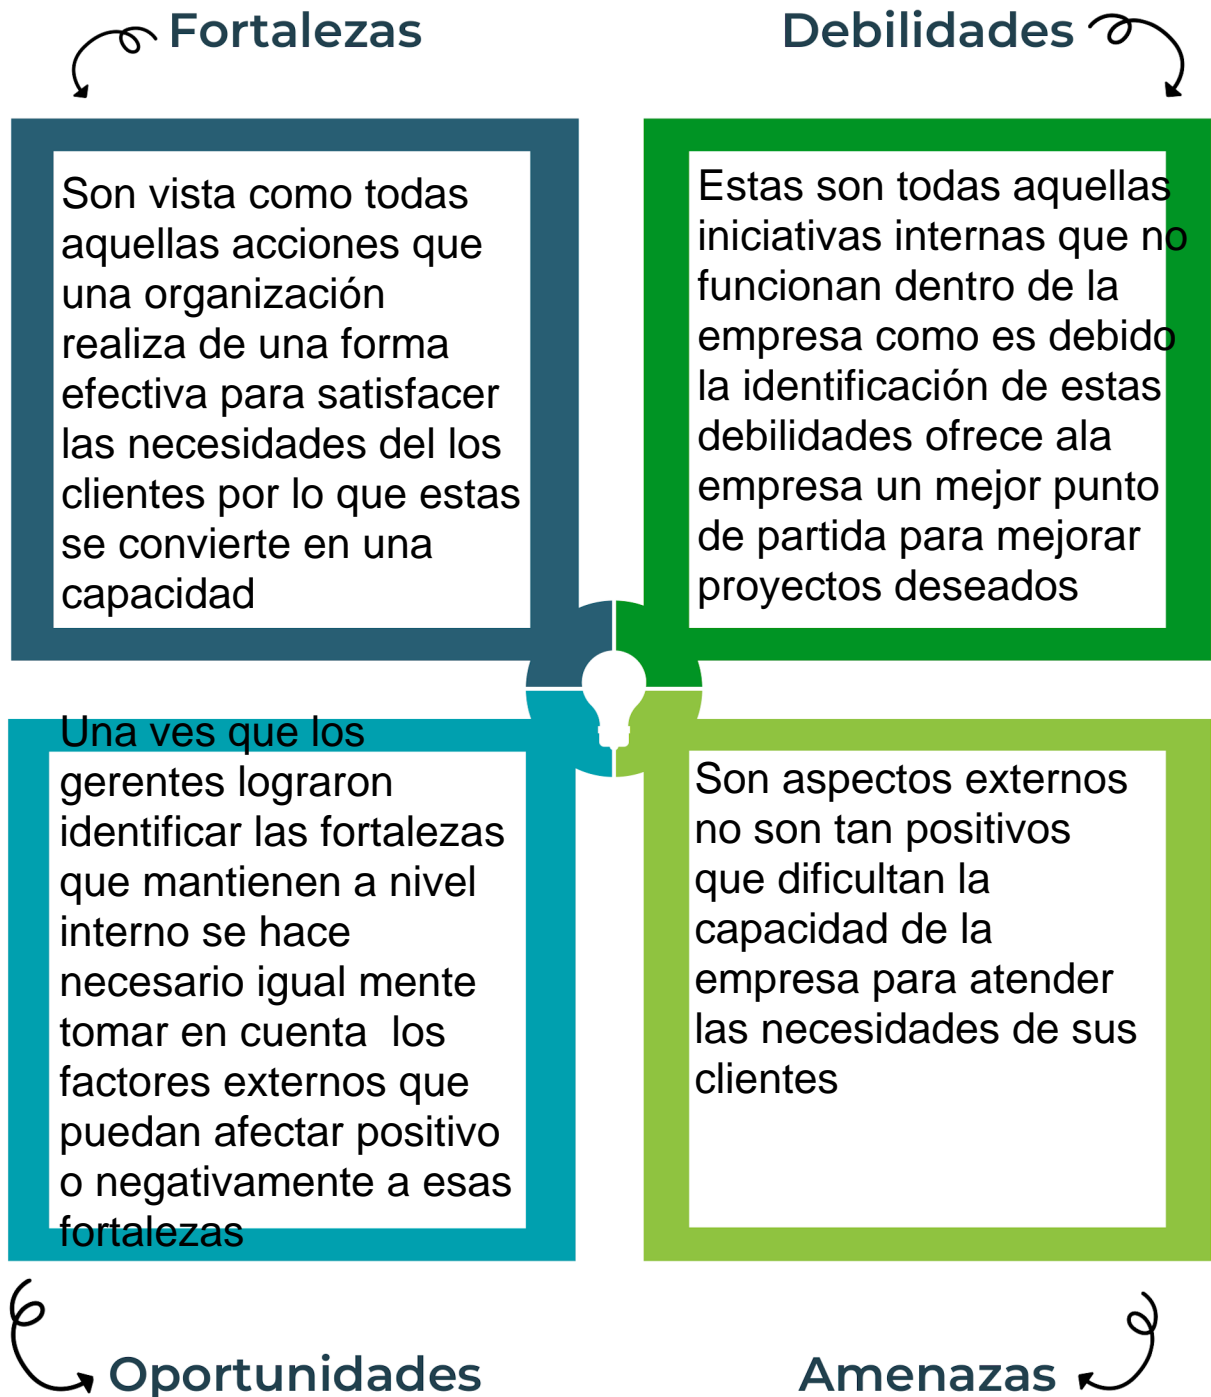 Fortalezas
Son vista como todas
aquellas acciones que
una organización
realiza de una forma
efectiva para satisfacer
las necesidades del los
clientes por lo que estas
se convierte en una
capacidad
Debilidades
Estas son todas aquellas
iniciativas internas que no
funcionan dentro de la
empresa como es debido
la identificación de estas
debilidades ofrece ala
empresa un mejor punto
de partida para mejorar
proyectos deseados
Una ves que los
gerentes lograron
identificar las fortalezas
que mantienen a nivel
interno se hace
necesario igual mente
tomar en cuenta  los
factores externos que
puedan afectar positivo
o negativamente a esas
fortalezas
Oportunidades
Son aspectos externos
no son tan positivos
que dificultan la
capacidad de la
empresa para atender
las necesidades de sus
clientes
Amenazas